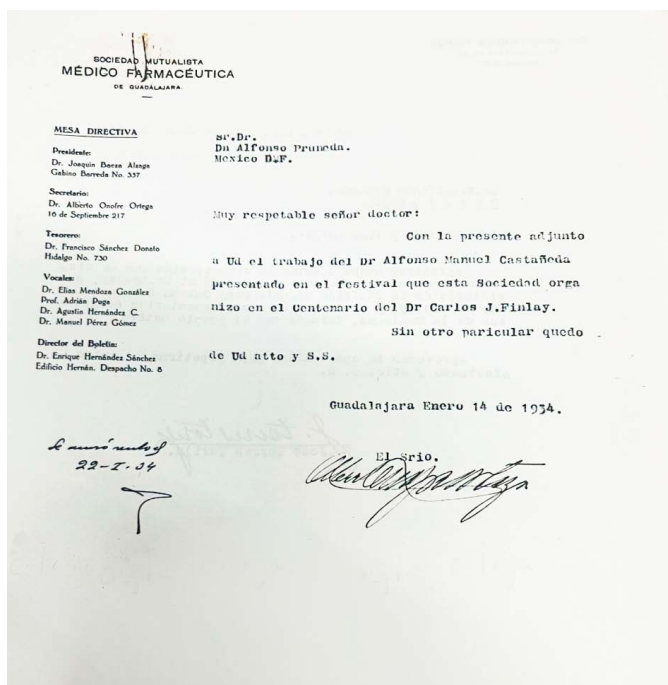 SOCIEDAD MUTUALISTA
MÉDICO FARMACÉUTICA
DE GUADALAJARA.
MESA DIRECTIVA
Presidente:
Dr. Joaquín Baeza Alzaga
Gabino Barreda No. 357
Secretario:
Dr. Alberto Onofre Ortega
16 de Septiembre 217
Tesorero:
Dr. Francisco Sánchez Donato
Hidalgo No. 730
Vocales:
Dr. Elías Mendoza González
Prof. Adrián Puga
Dr. Agustín Hernández C.
Dr. Manuel Pérez Gómez
Director del Boletín:
Dr. Enrique Hernández Sánchez
Edificio Hernán. Despacho No. 8
Sr.Dr.
Dn Alfonso Pruneda.
Mexico D.F.
Muy respetable señor doctor:
Con la presente adjunto
a Ud el trabajo del Dr Alfonso Manuel Castañeda
presentado en el festival que esta Sociedad orga
nizo en el Centenario del Dr Carlos J.Finlay.
Sin otro paricular quedo
de Ud atto y S.S.
Guadalajara Enero 14 de 1934.
El Srio.
22-I-34